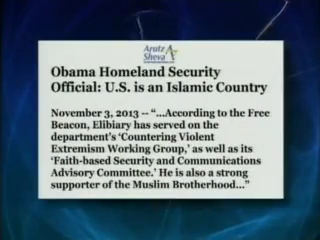 Arutz
Sheva
Obama Homeland Security
Official: U.S. is an Islamic Country
November 3, 2013 -- “...According to the Free
Beacon, Elibiary has served on the
department’s ‘Countering Violent
Extremism Working Group,’ as well as its
‘Faith-based Security and Communications
Advisory Committee.’ He is also a strong
supporter of the Muslim Brotherhood...”